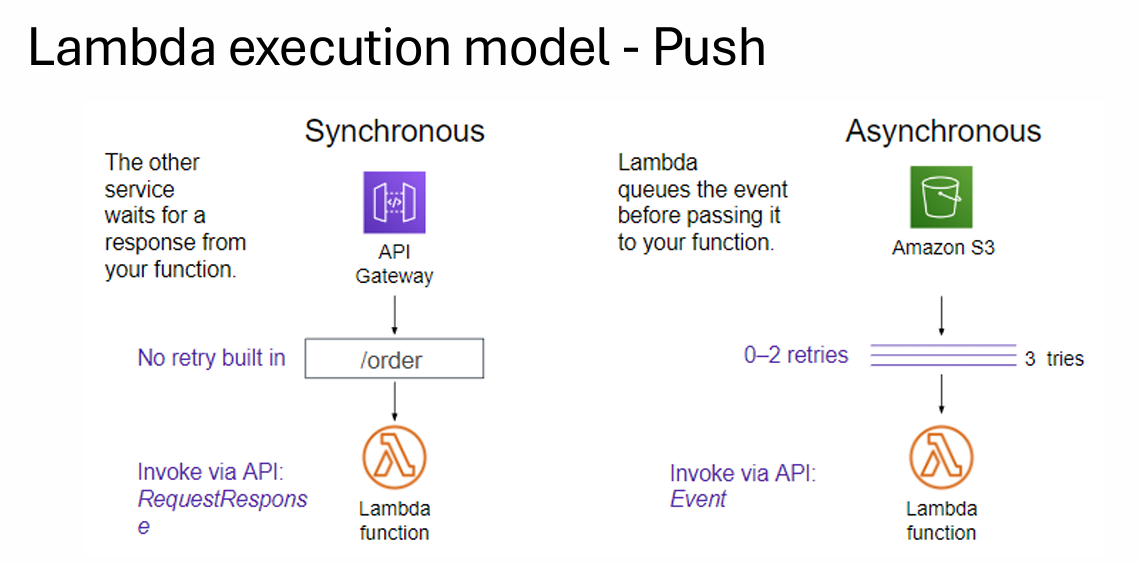 Lambda execution model - Push
Synchronous
The other
service
waits for a
response from
your function.
API
Gateway
No retry built in
/order
Invoke via API:
RequestRespons
e
Lambda
function
Asynchronous
Lambda
queues the event
before passing it
to your function.
Amazon S3
0–2 retries
3 tries
Invoke via API:
Event
Lambda
function